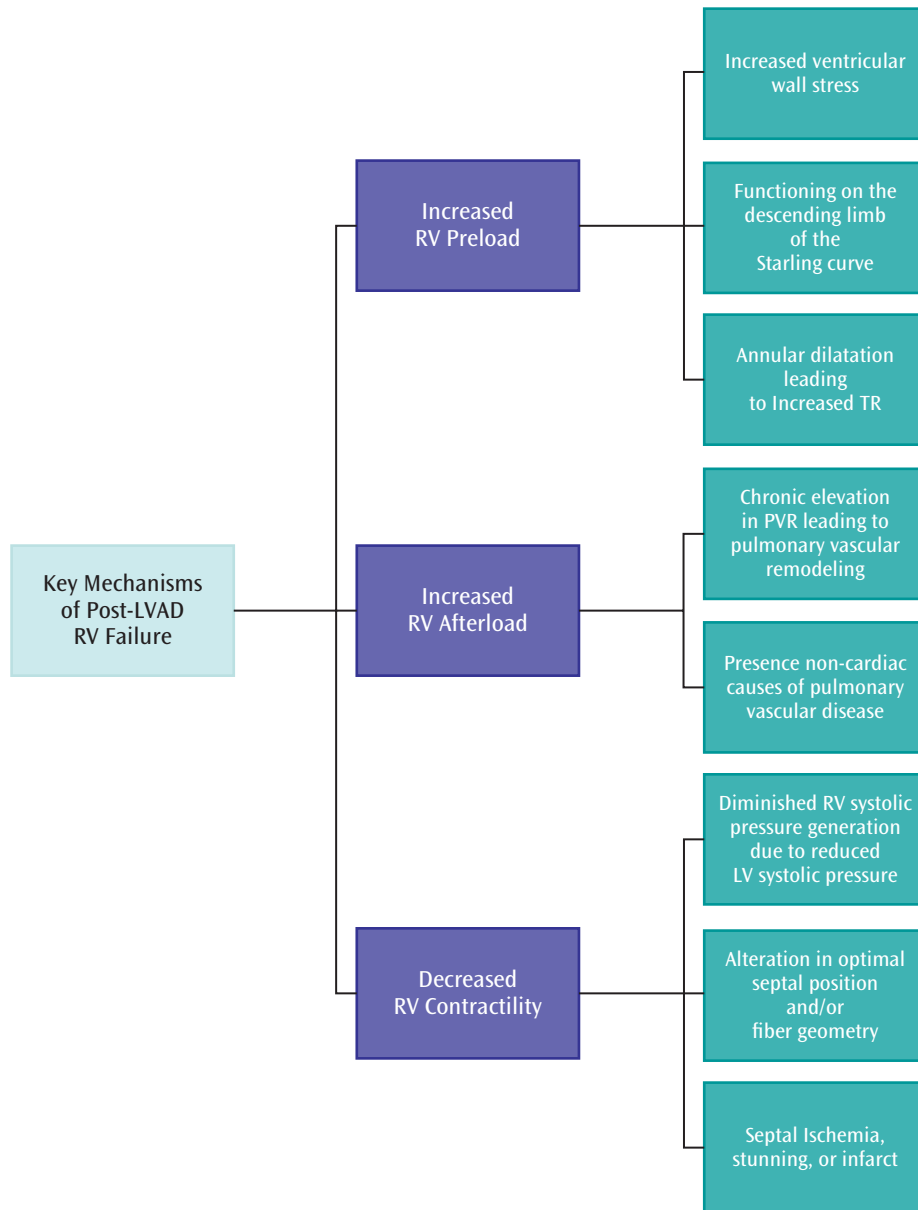 Key Mechanisms
of Post-LVAD
RV Failure
Increased
RV Preload
Increased ventricular
wall stress
Functioning on the
descending limb
of the
Starling curve
Annular dilatation
leading
to Increased TR
Increased
RV Afterload
Chronic elevation
in PVR leading to
pulmonary vascular
remodeling
Presence non-cardiac
causes of pulmonary
vascular disease
Decreased
RV Contractility
Diminished RV systolic
pressure generation
due to reduced
LV systolic pressure
Alteration in optimal
septal position
and/or
fiber geometry
Septal Ischemia,
stunning, or infarct